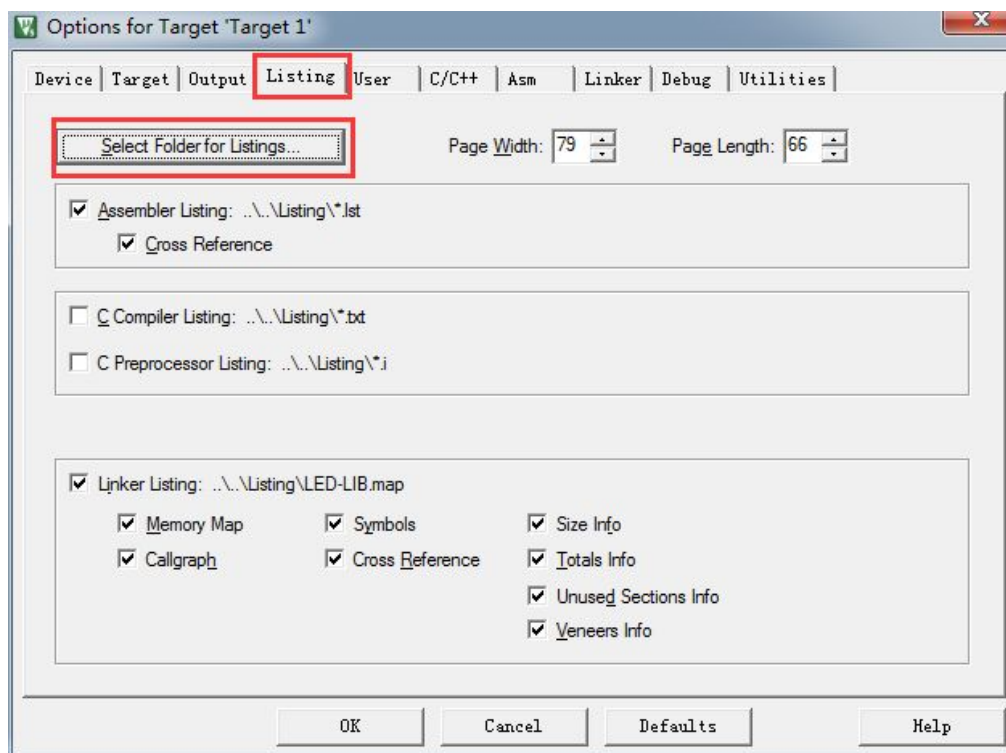 Options for Target 'Target 1'
Device Target Output Listing User C/C++ Asm Linker Debug Utilities
Select Folder for Listings... Page Width: 79 Page Length: 66
Assembler Listing: ..\..\Listing\*.lst
Cross Reference
C Compiler Listing: ..\..\Listing\*.txt
C Preprocessor Listing: ..\..\Listing\*.i
Linker Listing: ..\..\Listing\LED-LIB.map
Memory Map Symbols Size Info
Callgraph Cross Reference Totals Info
Unused Sections Info
Veneers Info
OK Cancel Defaults Help